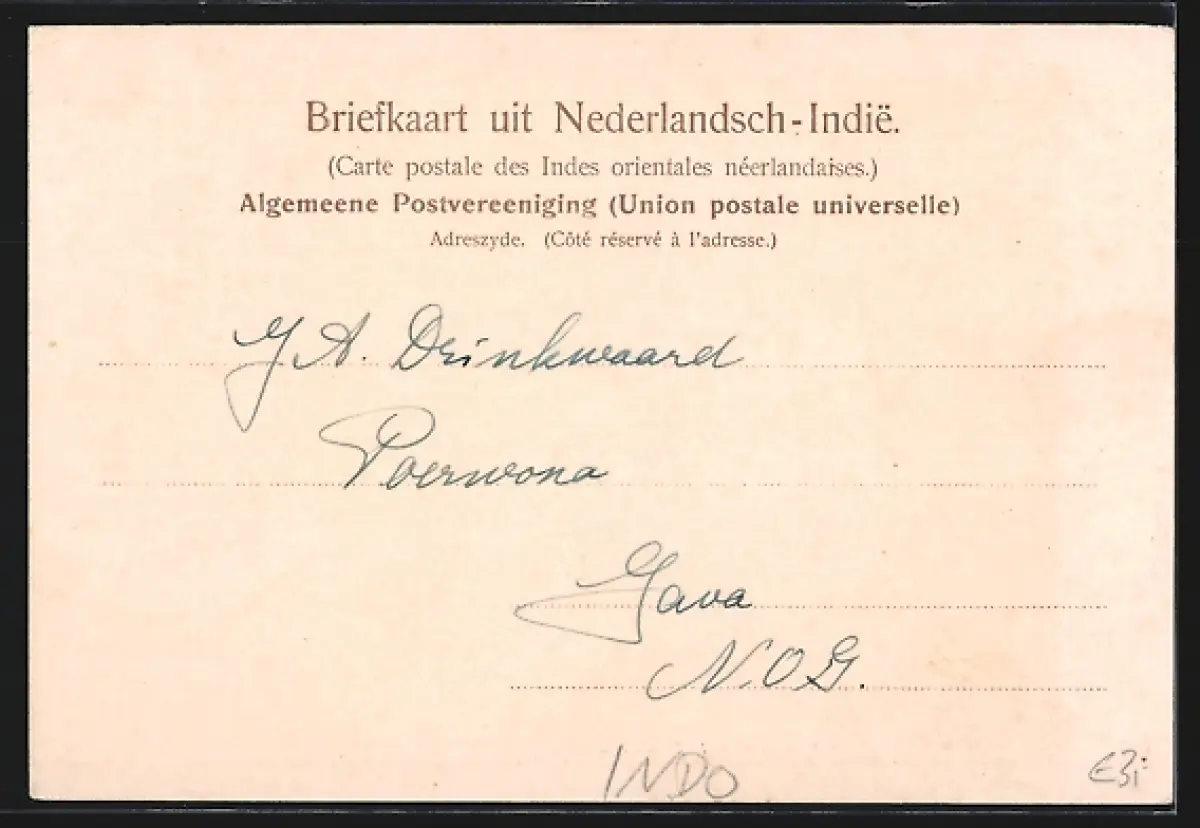 Briefkaart uit Nederlandsch-Indië.
(Carte postale des Indes orientales néerlandaises.)
Algemeene Postvereeniging (Union postale universelle)
Adreszyde. (Côté réservé à l'adresse.)
J A. Drinkwaard
Poerwona
Java
N.O.I.
INDO